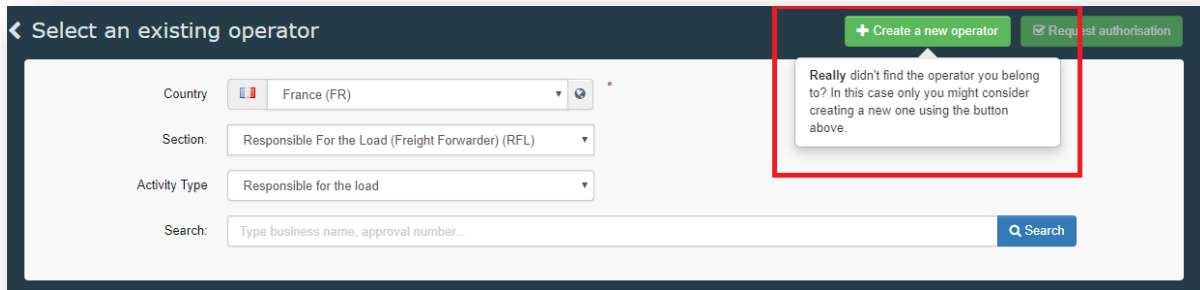 Select an existing operator
Create a new operator
Request authorisation
Really didn't find the operator you belong
to? In this case only you might consider
creating a new one using the button
above.
Country
France (FR)
*
Section:
Responsible For the Load (Freight Forwarder) (RFL)
Activity Type
Responsible for the load
Search:
Type business name, approval number...
Search